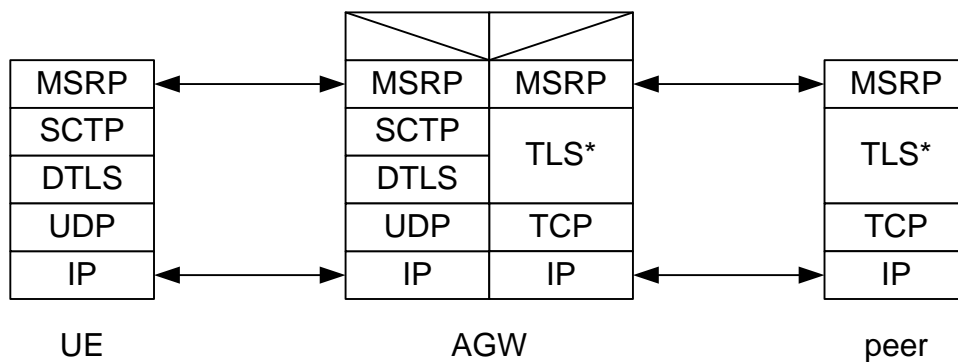 MSRP MSRP MSRP MSRP
SCTP SCTP TLS* TLS*
DTLS DTLS
UDP UDP TCP TCP
IP IP IP IP
UE AGW peer